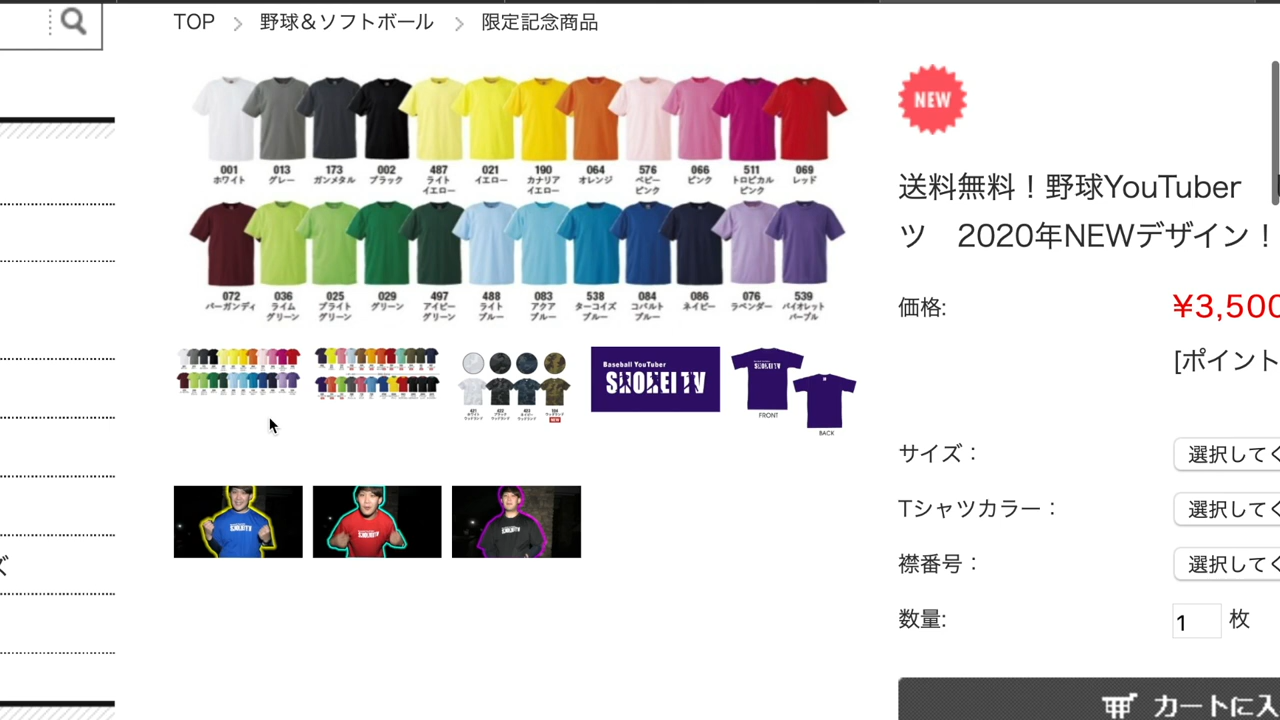 TOP > 野球&ソフトボール > 限定記念商品
001 013 173 002 487 021 190 064 576 066 511 069
ホワイト グレー ガンメタル ブラック ライトイエロー イエロー カナリアイエロー オレンジ ベビーピンク ピンク トロピカルピンク レッド
072 036 025 029 497 488 083 538 084 086 076 539
バーガンディ ライムグリーン ブライトグリーン グリーン アイビーグリーン ライトブルー アクアブルー ターコイズブルー コバルトブルー ネイビー ラベンダー バイオレットパープル
Baseball YouTuber
SHOHEI TV
FRONT
BACK
NEW
送料無料！野球YouTuber
ツ 2020年NEWデザイン！
価格: ¥3,500
[ポイント
サイズ： 選択してく
Tシャツカラー： 選択してく
襟番号： 選択してく
数量: 1 枚
カートに入
ズ